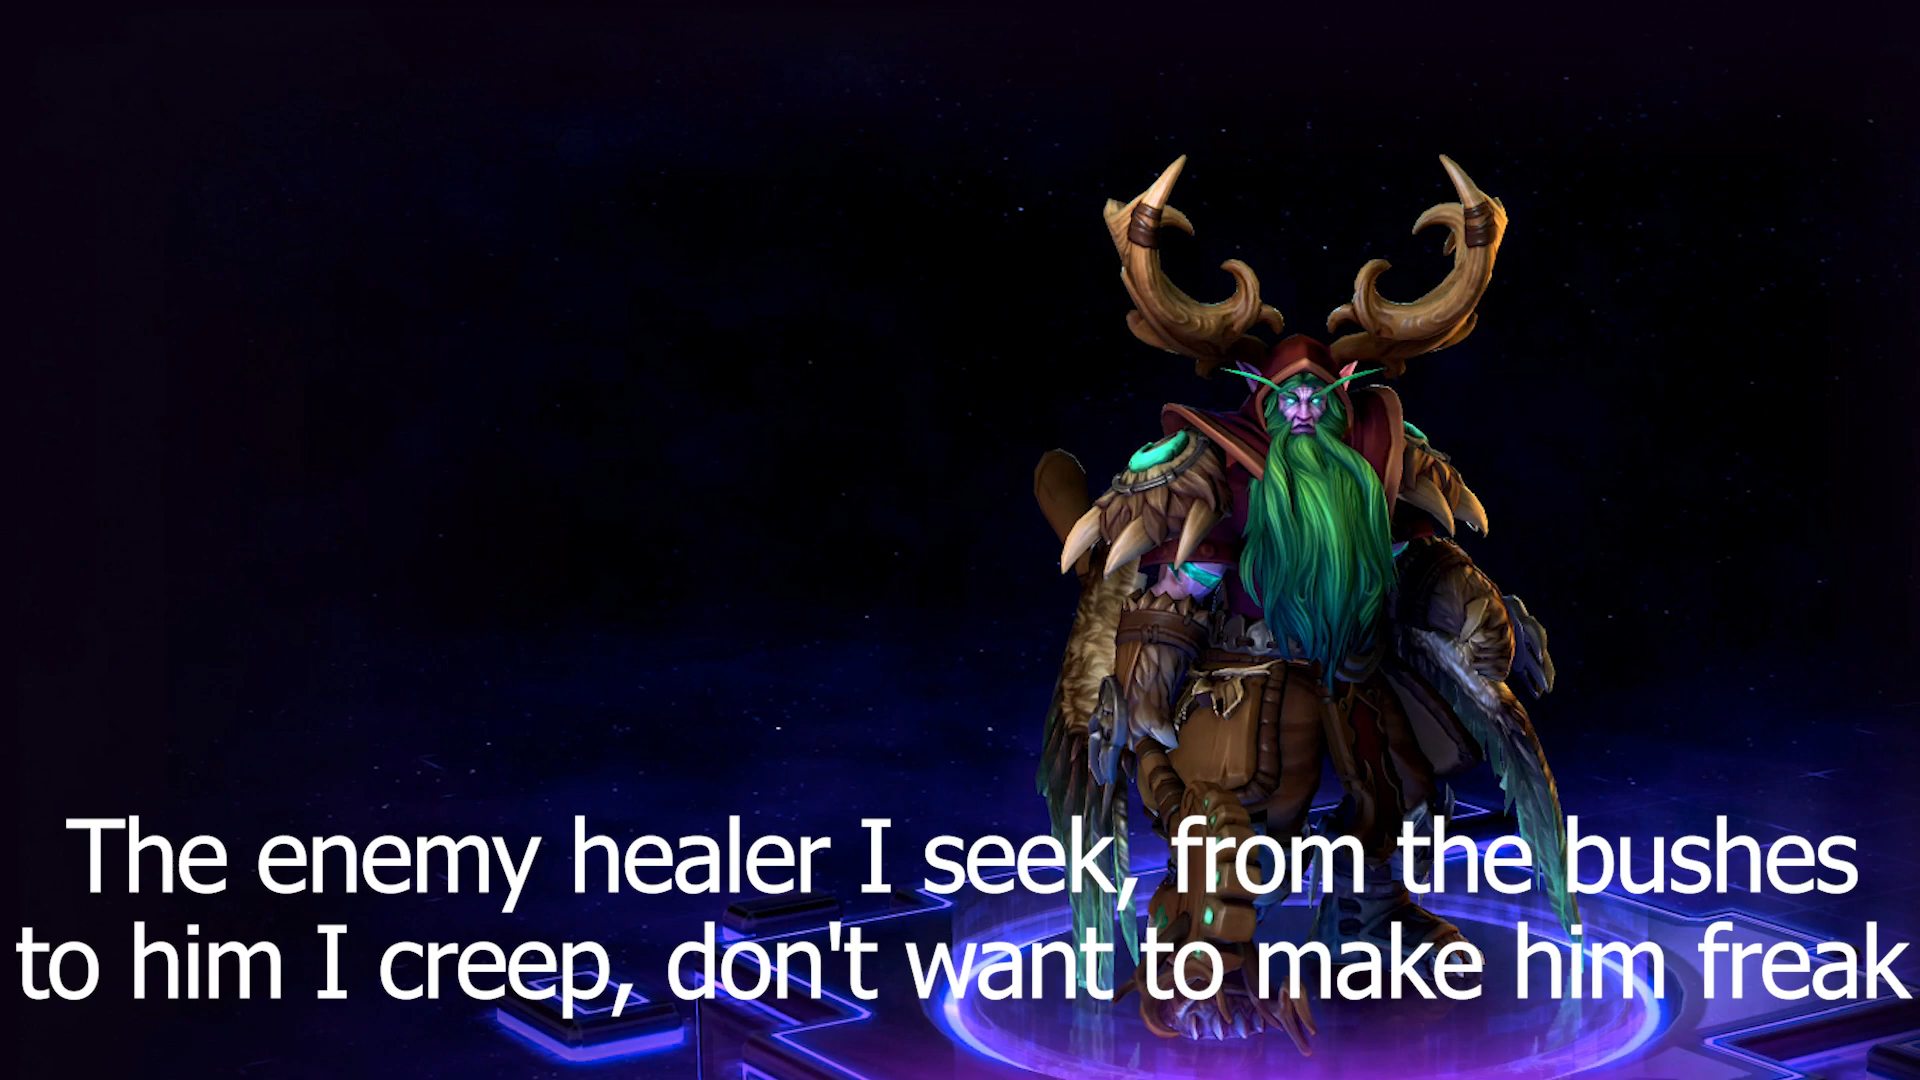 The enemy healer I seek, from the bushes
to him I creep, don't want to make him freak